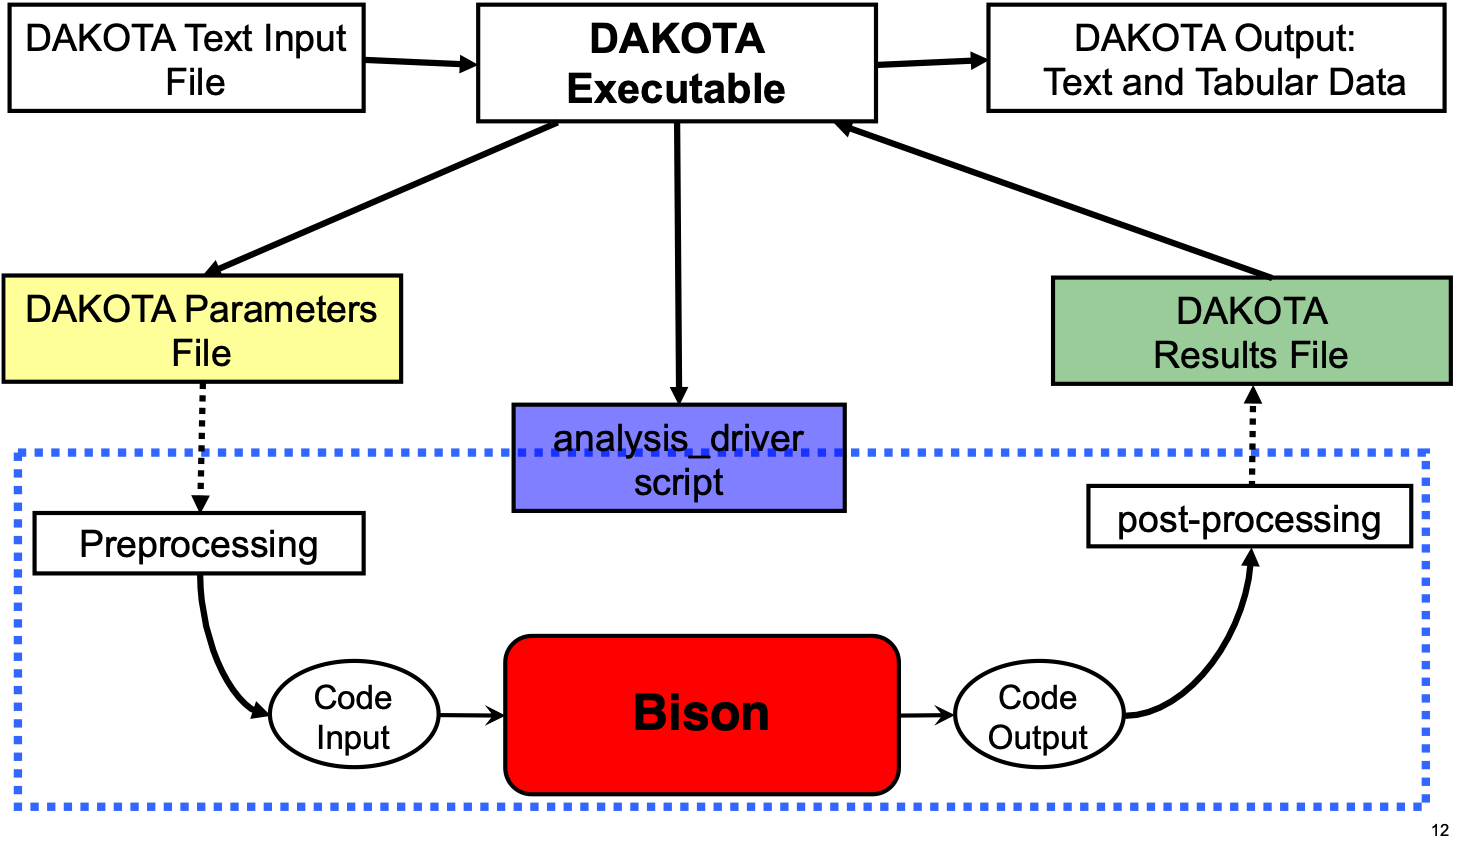 DAKOTA Text Input
File
DAKOTA
Executable
DAKOTA Output:
Text and Tabular Data
DAKOTA Parameters
File
DAKOTA
Results File
analysis_driver
script
Preprocessing
post-processing
Code
Input
Bison
Code
Output
12